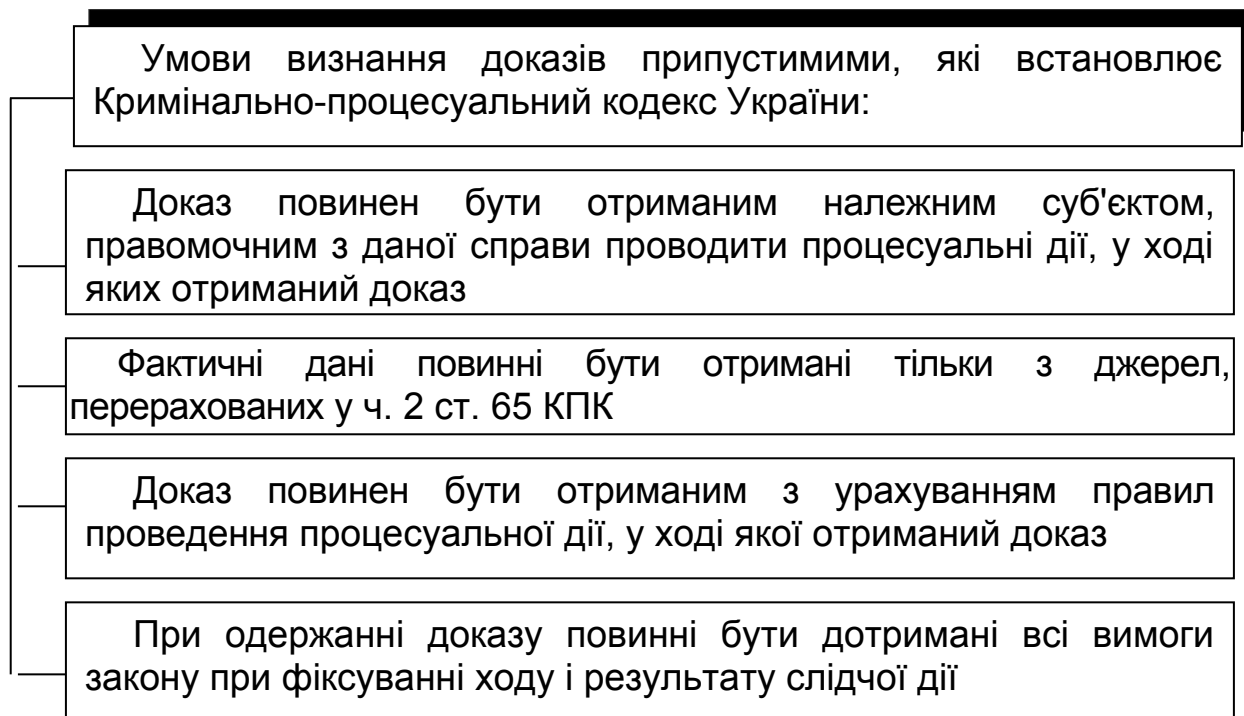 Умови визнання доказів припустимими, які встановлює
Кримінально-процесуальний кодекс України:
Доказ повинен бути отриманим належним суб'єктом,
правомочним з даної справи проводити процесуальні дії, у ході
яких отриманий доказ
Фактичні дані повинні бути отримані тільки з джерел,
перерахованих у ч. 2 ст. 65 КПК
Доказ повинен бути отриманим з урахуванням правил
проведення процесуальної дії, у ході якої отриманий доказ
При одержанні доказу повинні бути дотримані всі вимоги
закону при фіксуванні ходу і результату слідчої дії